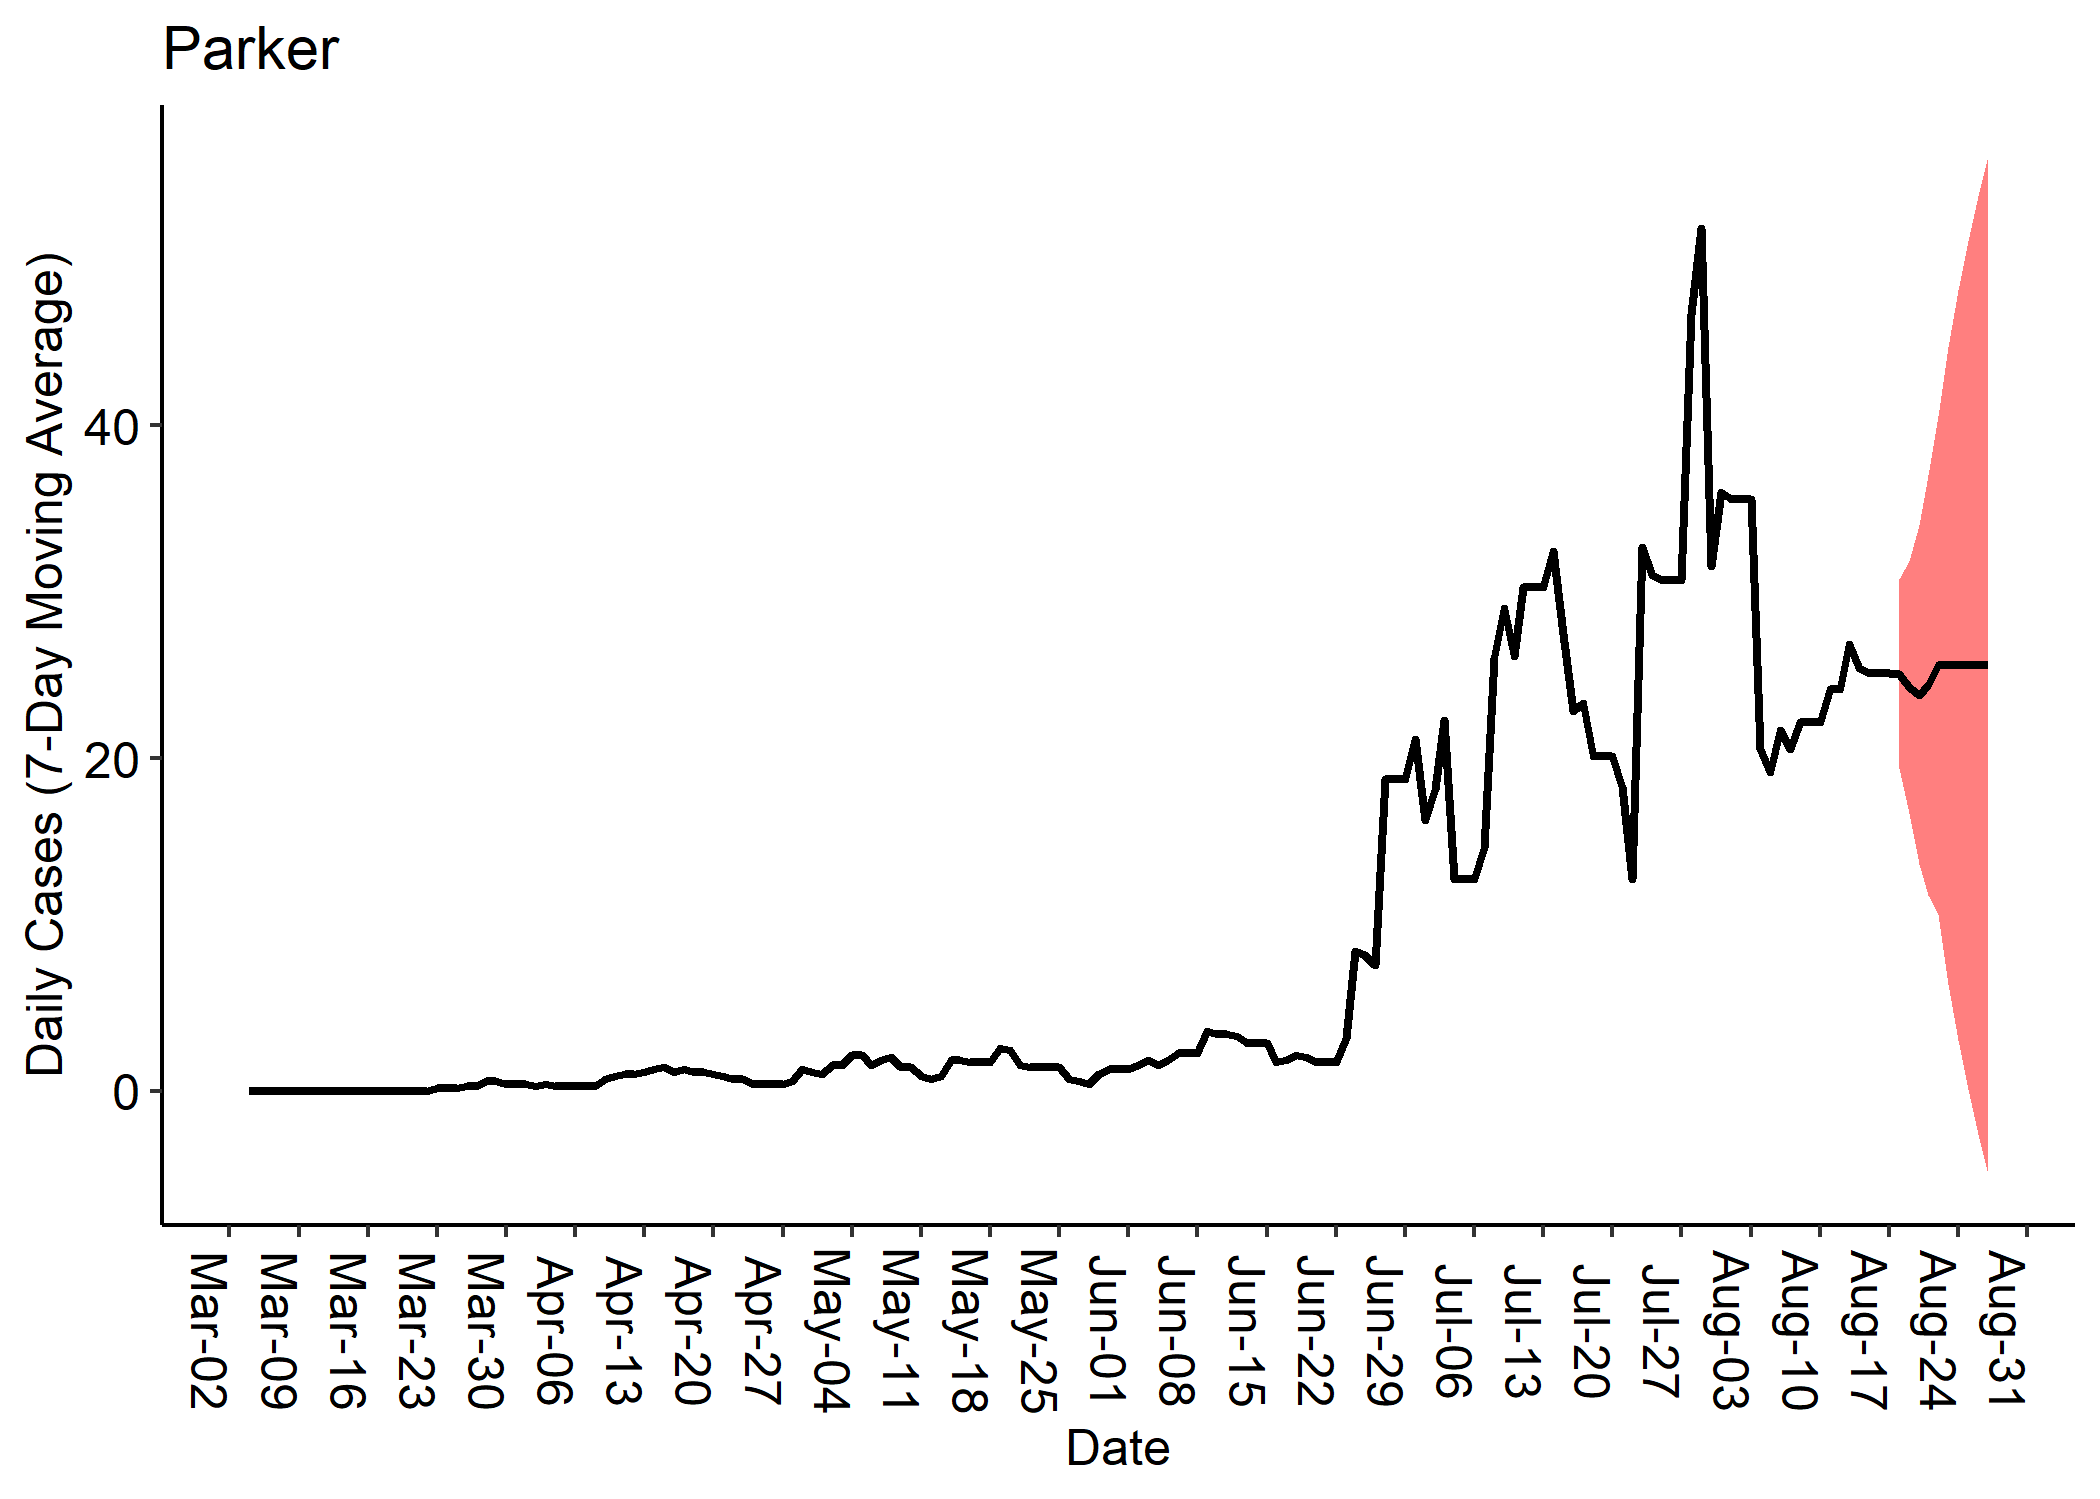 Parker
Daily Cases (7-Day Moving Average)
40
20
0
Mar-02
Mar-09
Mar-16
Mar-23
Mar-30
Apr-06
Apr-13
Apr-20
Apr-27
May-04
May-11
May-18
May-25
Jun-01
Jun-08
Jun-15
Jun-22
Jun-29
Jul-06
Jul-13
Jul-20
Jul-27
Aug-03
Aug-10
Aug-17
Aug-24
Aug-31
Date